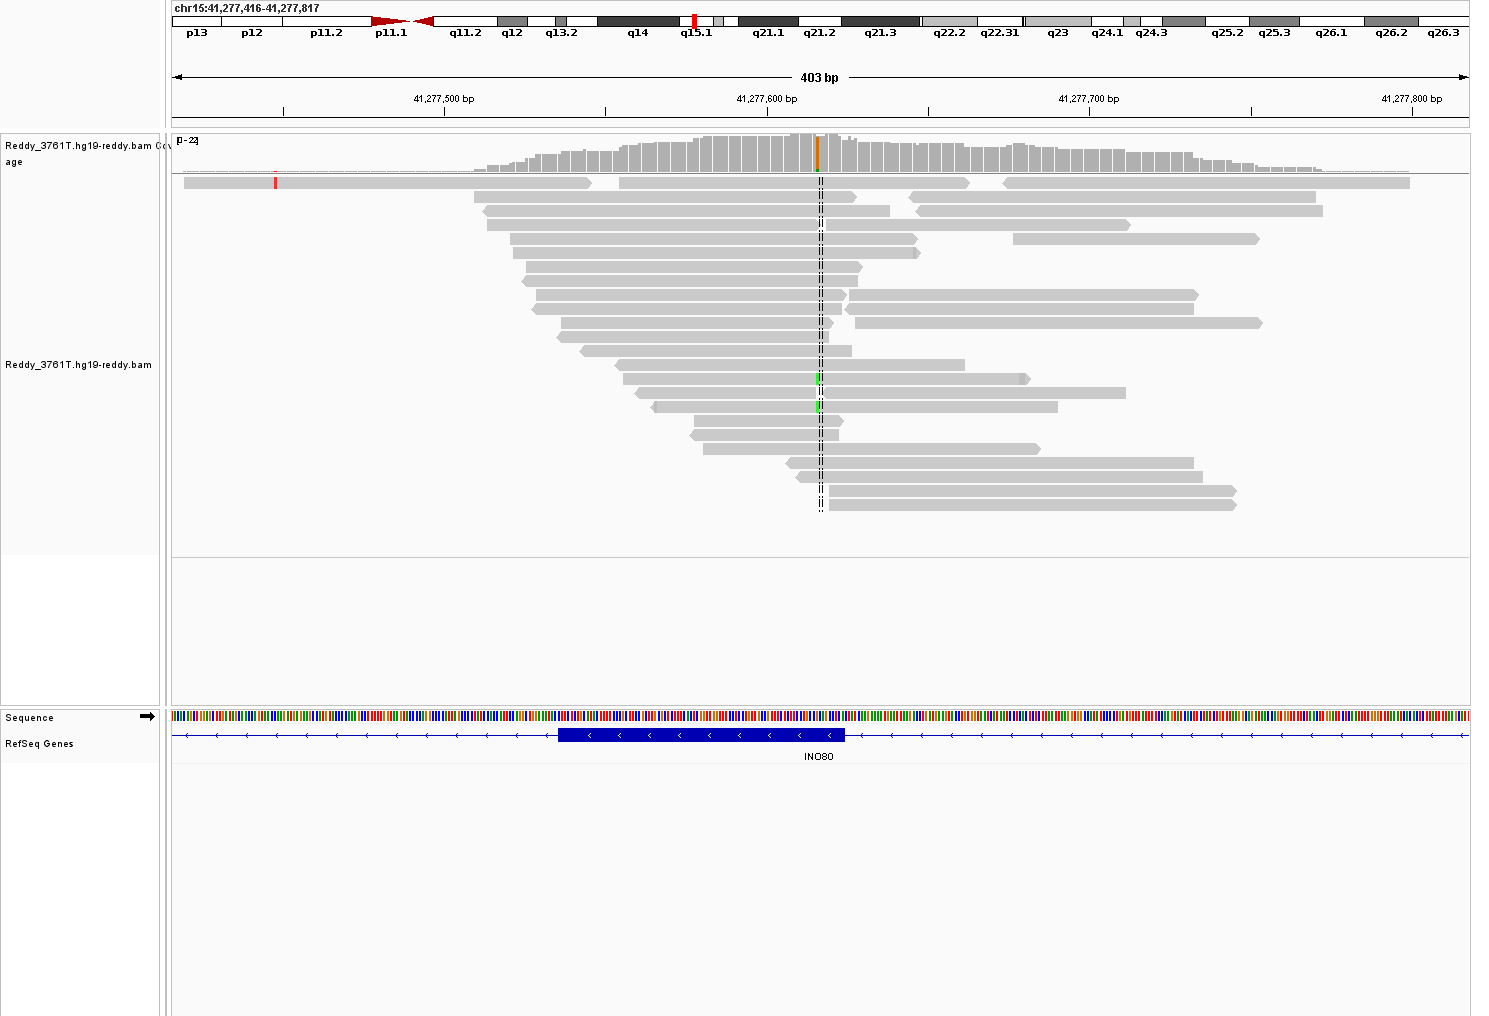 chr15:41,277,416-41,277,817
p13 p12 p11.2 p11.1 q11.2 q12 q13.2 q14 q15.1 q21.1 q21.2 q21.3 q22.2 q22.31 q23 q24.1 q24.3 q25.2 q25.3 q26.1 q26.2 q26.3
403 bp
41,277,500 bp 41,277,600 bp 41,277,700 bp 41,277,800 bp
[0-22]
Reddy_3761T.hg19-reddy.bam Cov
age
Reddy_3761T.hg19-reddy.bam
Sequence
RefSeq Genes
INO80